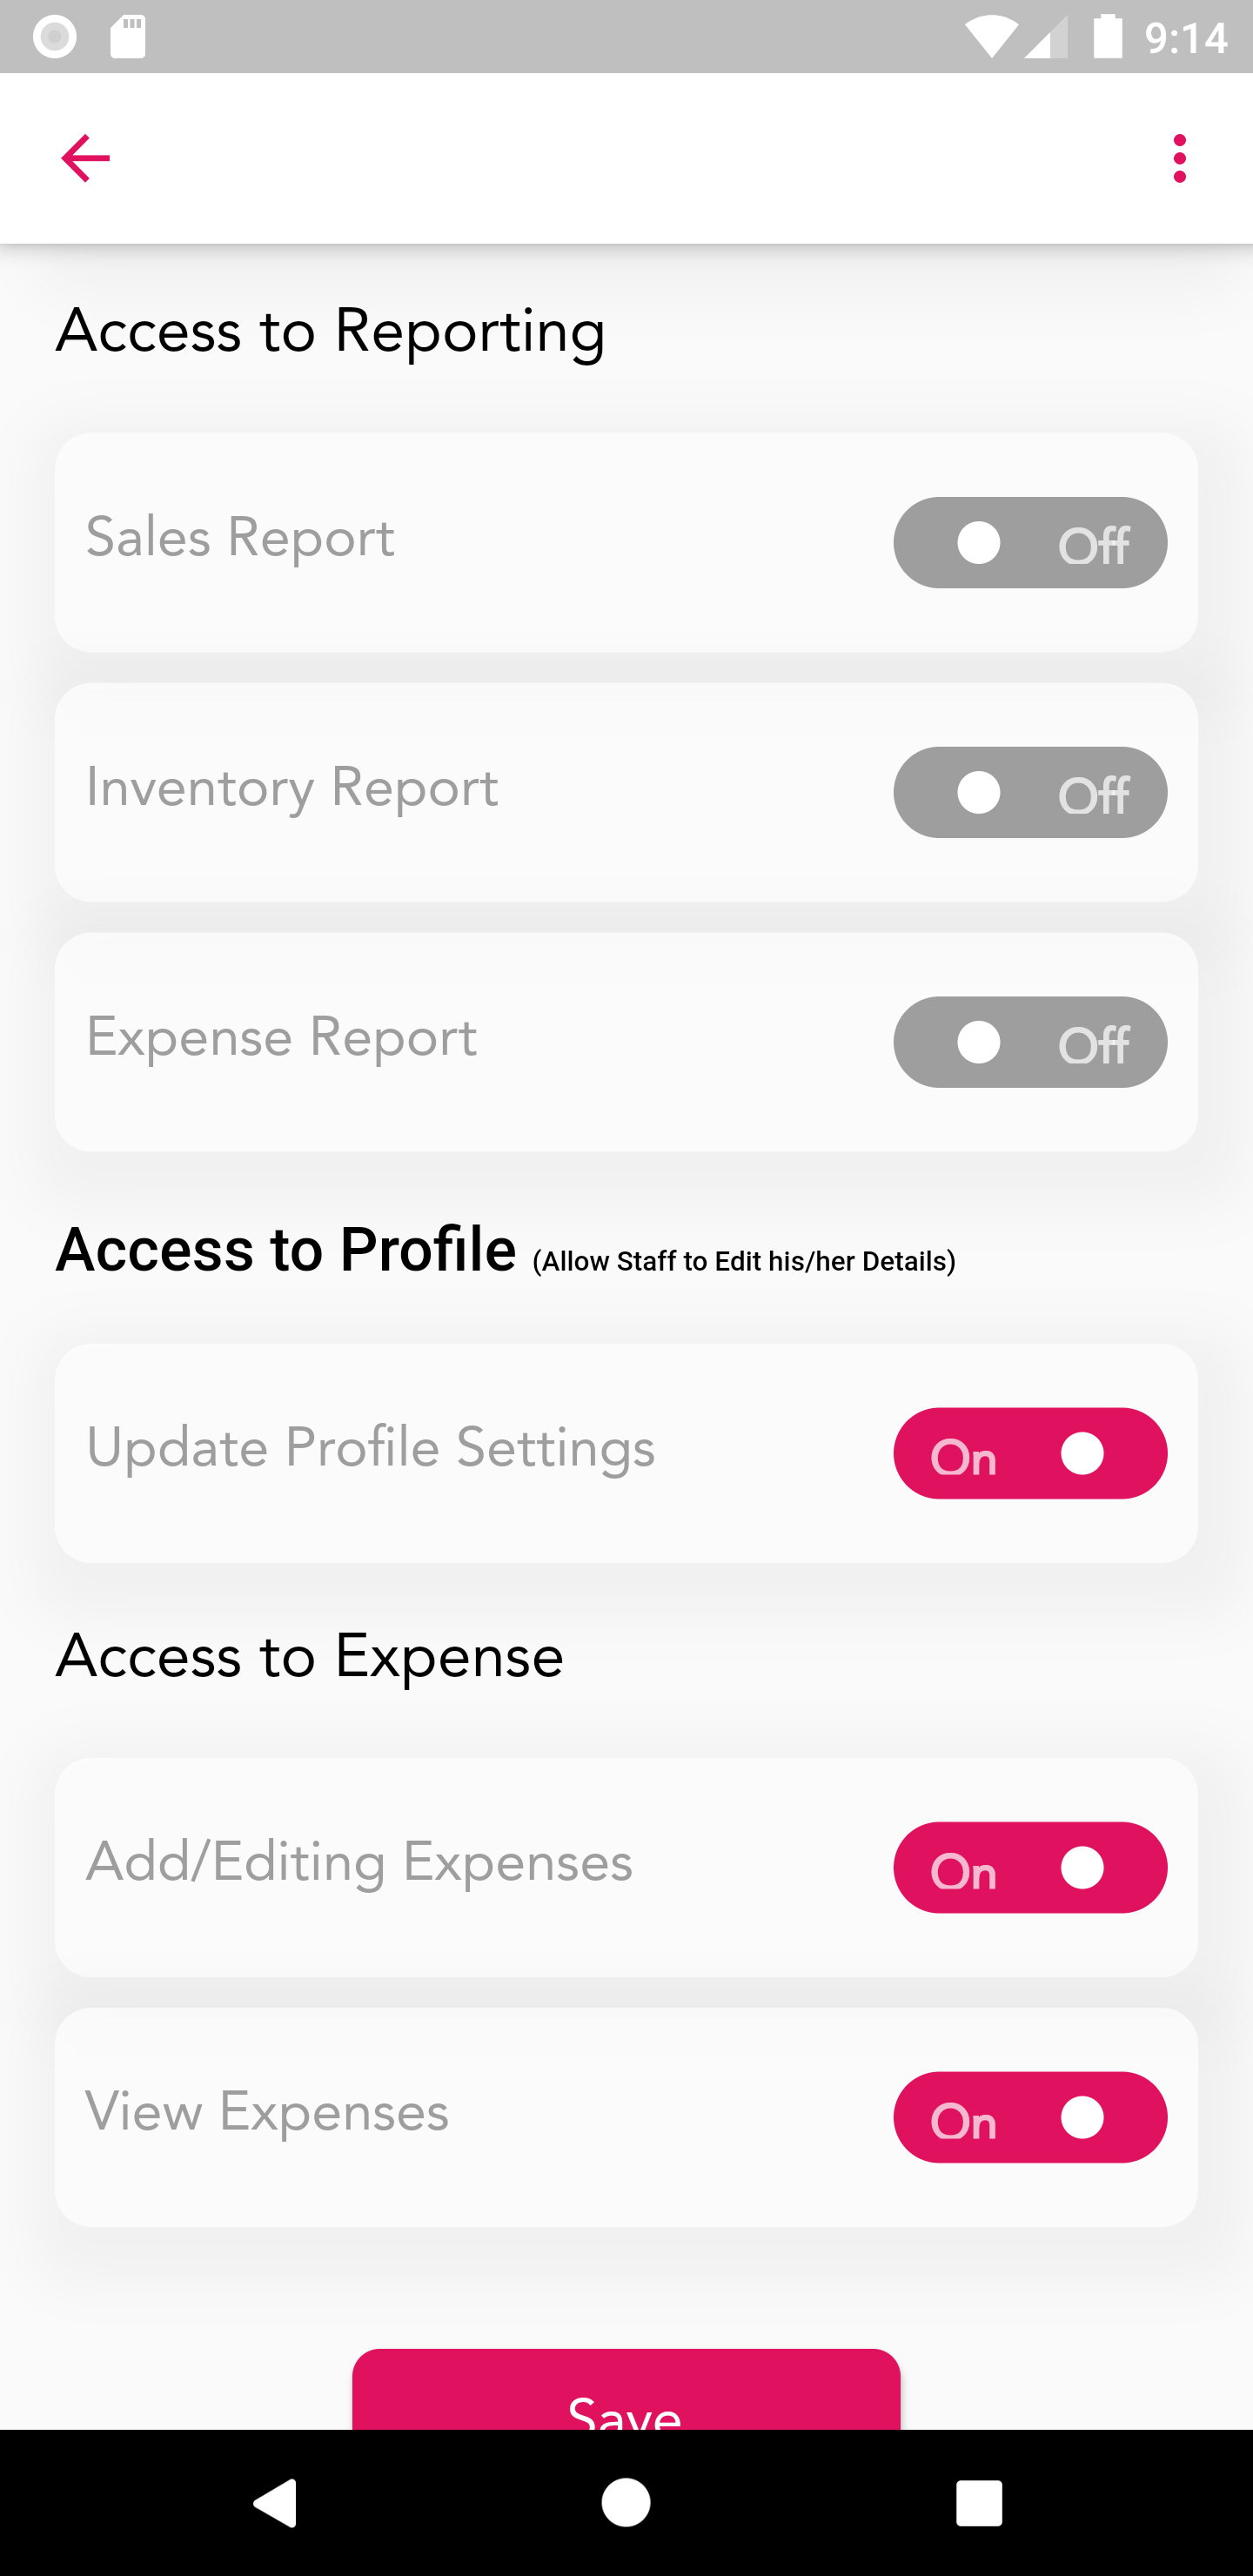 9:14
Access to Reporting
Sales Report Off
Inventory Report Off
Expense Report Off
Access to Profile (Allow Staff to Edit his/her Details)
Update Profile Settings On
Access to Expense
Add/Editing Expenses On
View Expenses On
Save